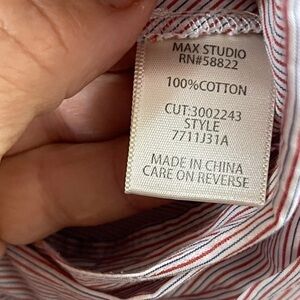 MAX STUDIO
RN#58822
100%COTTON
CUT:3002243
STYLE
7711J31A
MADE IN CHINA
CARE ON REVERSE